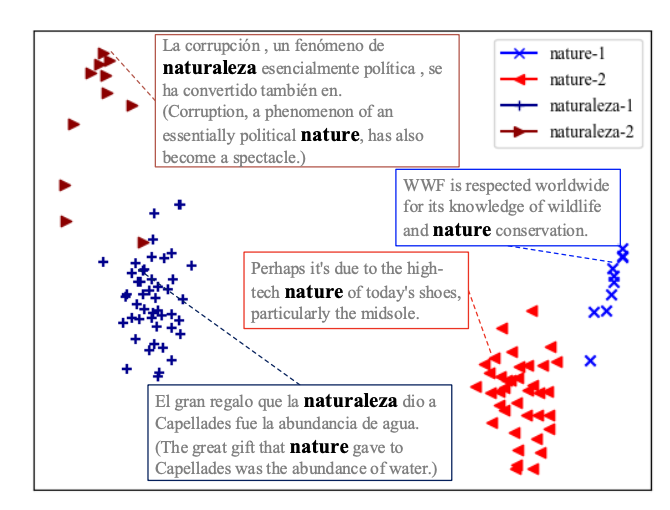 La corrupción , un fenómeno de
naturaleza esencialmente política , se
ha convertido también en.
(Corruption, a phenomenon of an
essentially political nature, has also
become a spectacle.)
nature-1
nature-2
naturaleza-1
naturaleza-2
WWF is respected worldwide
for its knowledge of wildlife
and nature conservation.
Perhaps it's due to the high-
tech nature of today's shoes,
particularly the midsole.
El gran regalo que la naturaleza dio a
Capellades fue la abundancia de agua.
(The great gift that nature gave to
Capellades was the abundance of water.)